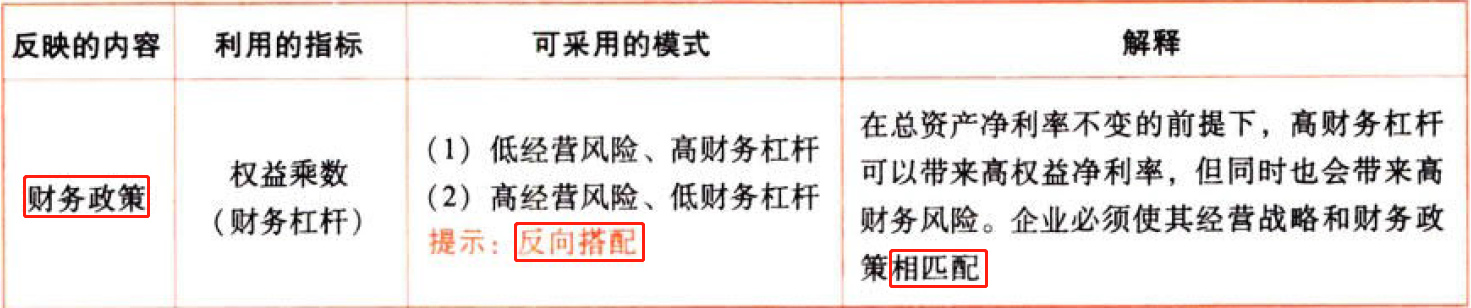 反映的内容
利用的指标
可采用的模式
解释
财务政策
权益乘数
（财务杠杆）
（1）低经营风险、高财务杠杆
（2）高经营风险、低财务杠杆
提示：反向搭配
在总资产净利率不变的前提下，高财务杠杆
可以带来高权益净利率，但同时也会带来高
财务风险。企业必须使其经营战略和财务政
策相匹配